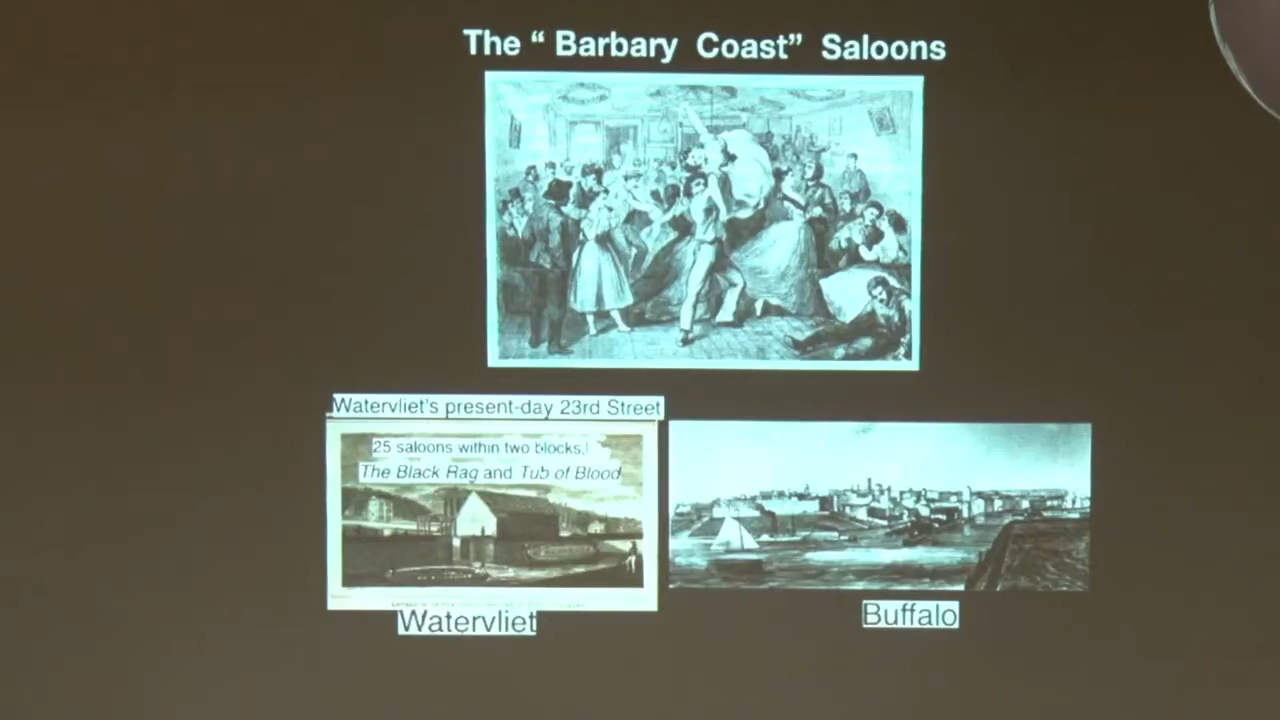 The “ Barbary Coast” Saloons
Watervliet's present-day 23rd Street
25 saloons within two blocks,
The Black Rag and Tub of Blood
Watervliet
Buffalo